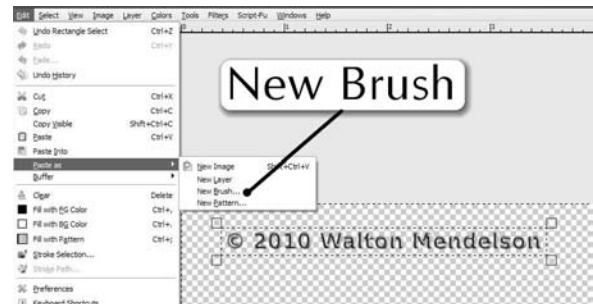 Edit Select View Image Layer Colors Tools Filters Script-Fu Windows Help
Undo Rectangle Select Ctrl+Z
Redo Ctrl+Y
Fade...
Undo History
Cut Ctrl+X
Copy Ctrl+C
Copy Visible Shift+Ctrl+C
Paste Ctrl+V
Paste Into
Paste as
Buffer
Clear Delete
Fill with FG Color Ctrl+,
Fill with BG Color Ctrl+.
Fill with Pattern Ctrl+;
Stroke Selection...
Stroke Path...
Preferences
Keyboard Shortcuts
New Image Shift+Ctrl+V
New Layer
New Brush...
New Pattern...
New Brush
© 2010 Walton Mendelson